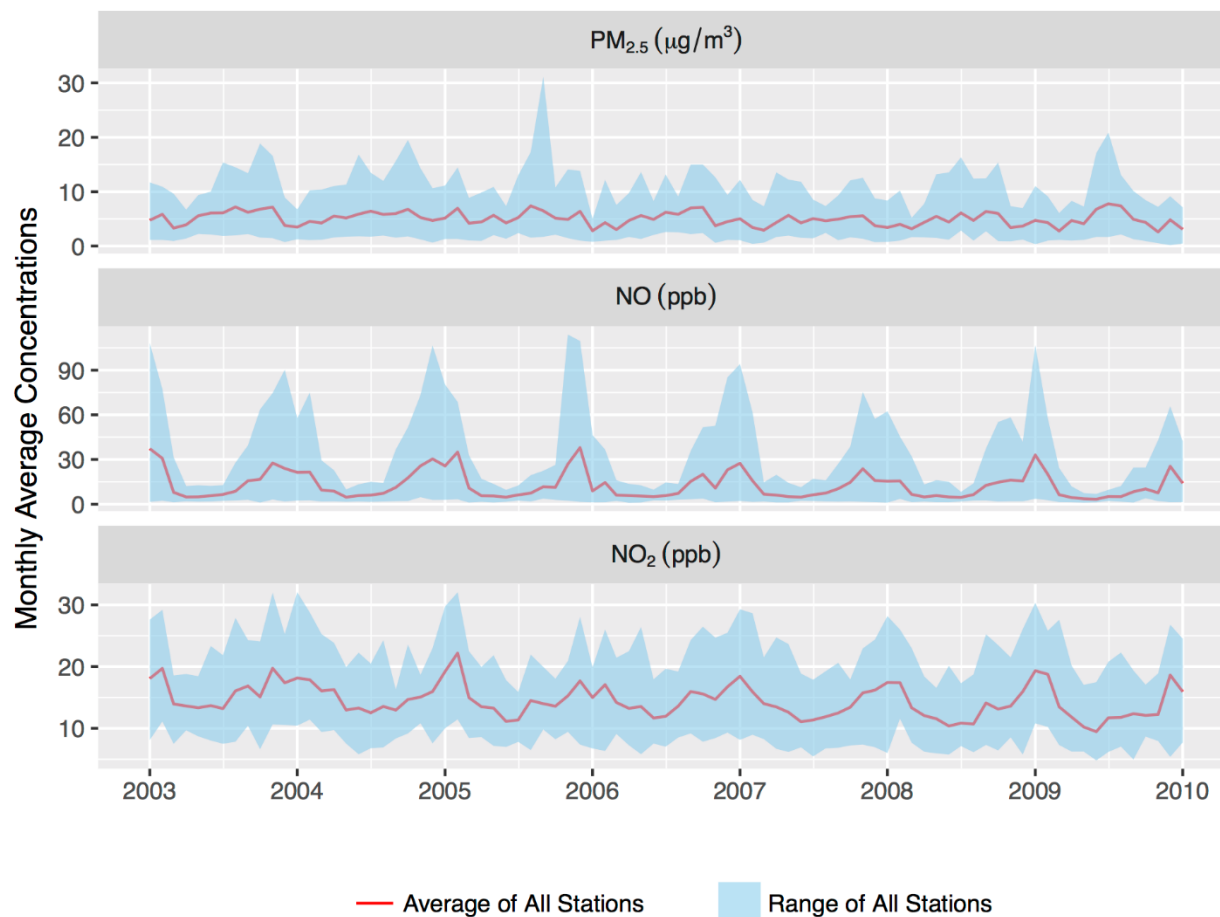 PM₂.₅ (μg/m³)
30
20
10
0
NO (ppb)
90
60
30
0
NO₂ (ppb)
30
20
10
Monthly Average Concentrations
2003 2004 2005 2006 2007 2008 2009 2010
Average of All Stations Range of All Stations